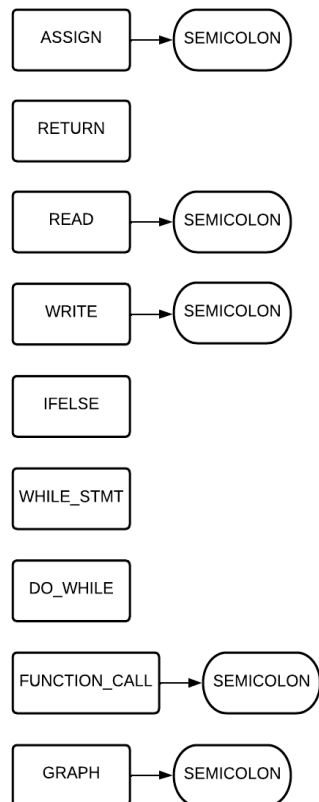 ASSIGN SEMICOLON
RETURN
READ SEMICOLON
WRITE SEMICOLON
IFELSE
WHILE_STMT
DO_WHILE
FUNCTION_CALL SEMICOLON
GRAPH SEMICOLON